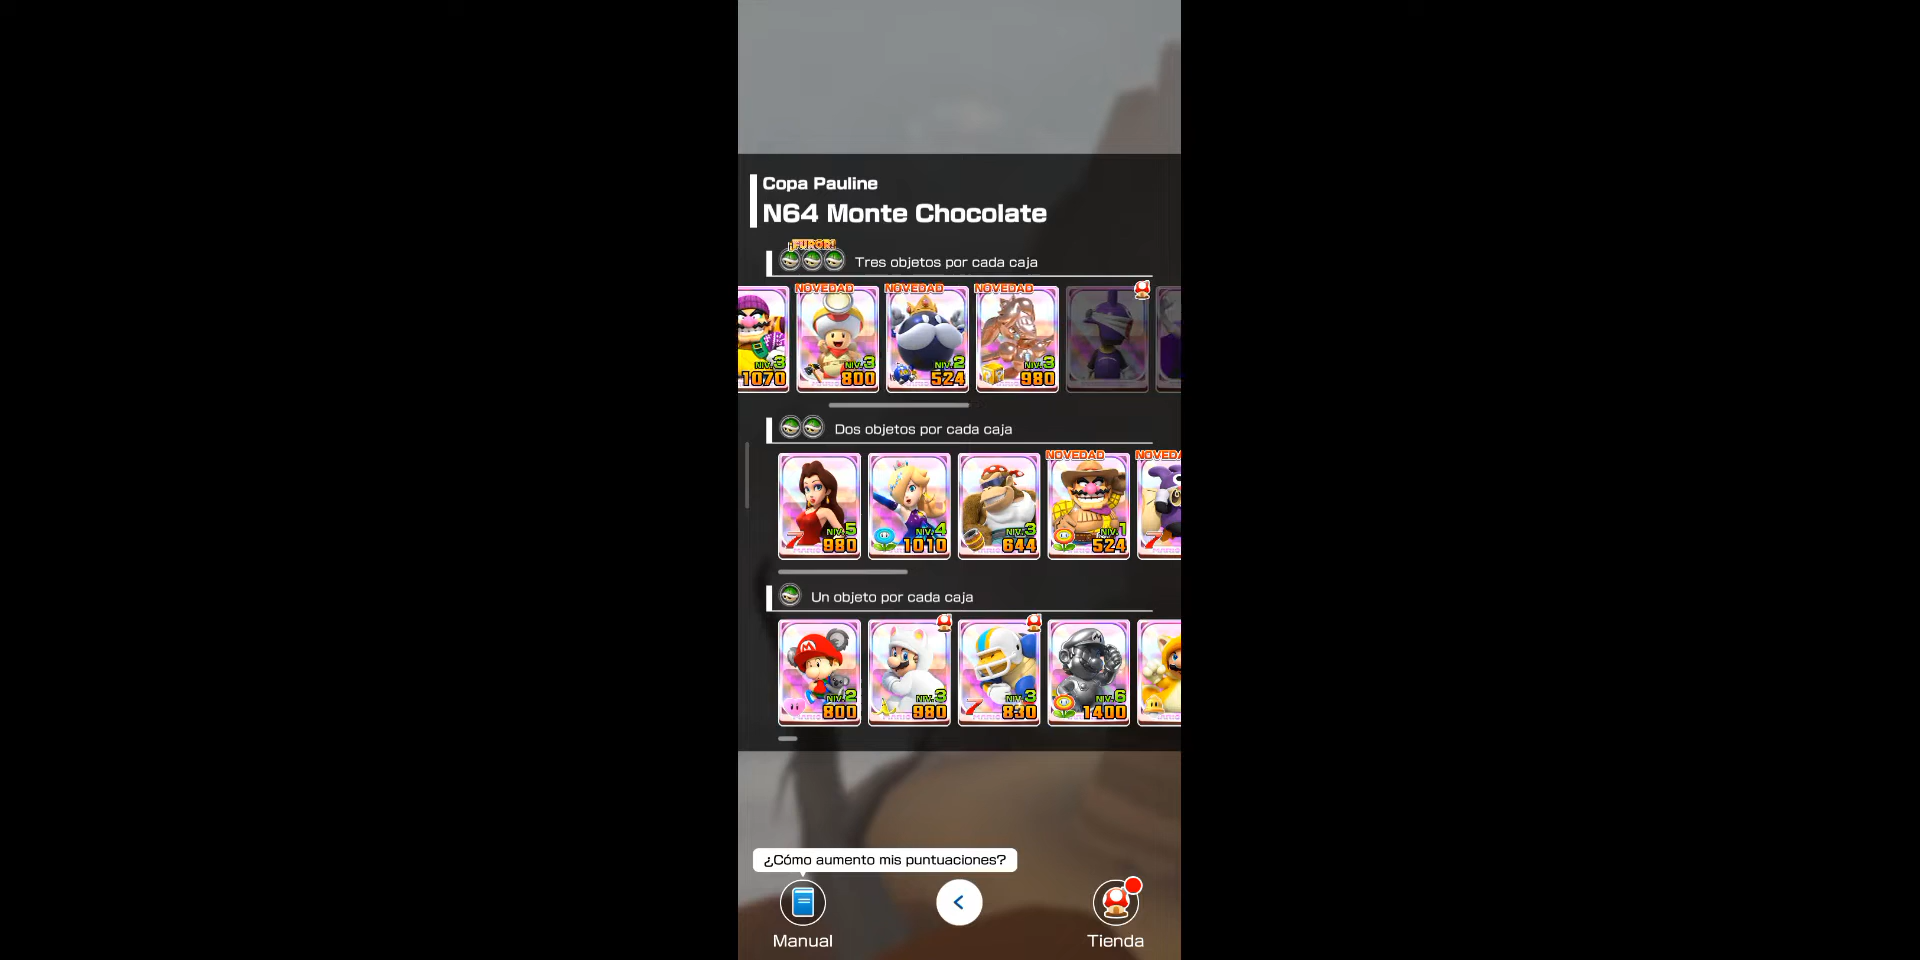 Copa Pauline
N64 Monte Chocolate
¡FUROR!
Tres objetos por cada caja
NOVEDAD NOVEDAD NOVEDAD
NIV.3 NIV.3 NIV.2 NIV.3
1070 800 524 980
Dos objetos por cada caja
NOVEDAD
NIV.5 NIV.4 NIV.3 NIV.1
980 1010 644 524
Un objeto por cada caja
NIV.2 NIV.3 NIV.3 NIV.6
800 980 830 1400
¿Cómo aumento mis puntuaciones?
Manual
<
Tienda